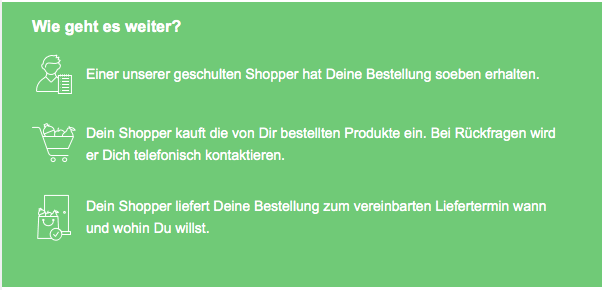 Wie geht es weiter?
Einer unserer geschulten Shopper hat Deine Bestellung soeben erhalten.
Dein Shopper kauft die von Dir bestellten Produkte ein. Bei Rückfragen wird
er Dich telefonisch kontaktieren.
Dein Shopper liefert Deine Bestellung zum vereinbarten Liefertermin wann
und wohin Du willst.